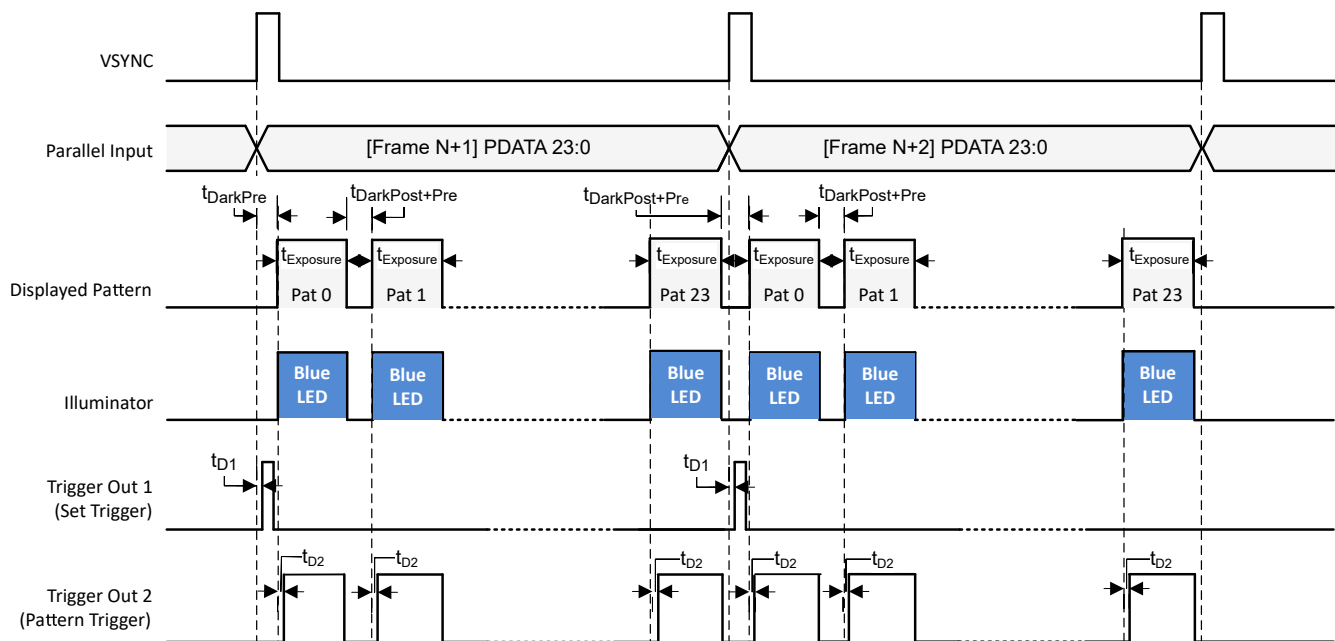 VSYNC
Parallel Input
[Frame N+1] PDATA 23:0
[Frame N+2] PDATA 23:0
tDarkPre
tDarkPost+Pre
tDarkPost+Pre
tDarkPost+Pre
Displayed Pattern
tExposure
tExposure
tExposure
tExposure
tExposure
tExposure
Pat 0
Pat 1
Pat 23
Pat 0
Pat 1
Pat 23
Illuminator
Blue
LED
Blue
LED
Blue
LED
Blue
LED
Blue
LED
Blue
LED
Trigger Out 1
(Set Trigger)
tD1
tD1
Trigger Out 2
(Pattern Trigger)
tD2
tD2
tD2
tD2
tD2
tD2